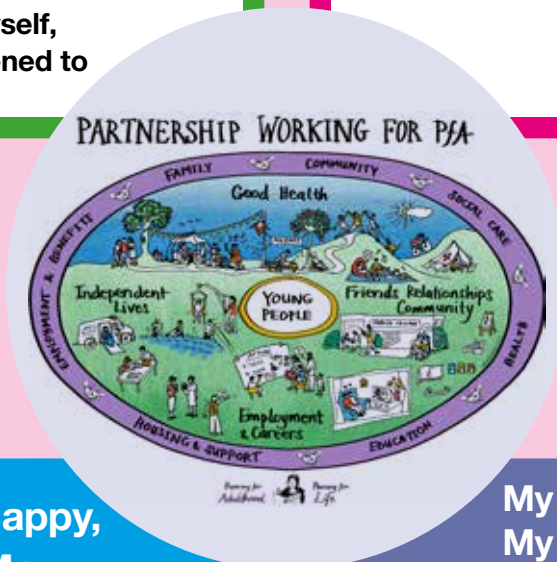 self,
ned to
PARTNERSHIP WORKING FOR PfA
FAMILY
COMMUNITY
SOCIAL CARE
HEALTH
EDUCATION
HOUSING & SUPPORT
EMPLOYMENT & BENEFITS
Good Health
Independent
Lives
YOUNG
PEOPLE
Friends Relationships
Community
Employment
& Careers
Preparing for
Adulthood
Planning for
Life
appy,
My
My